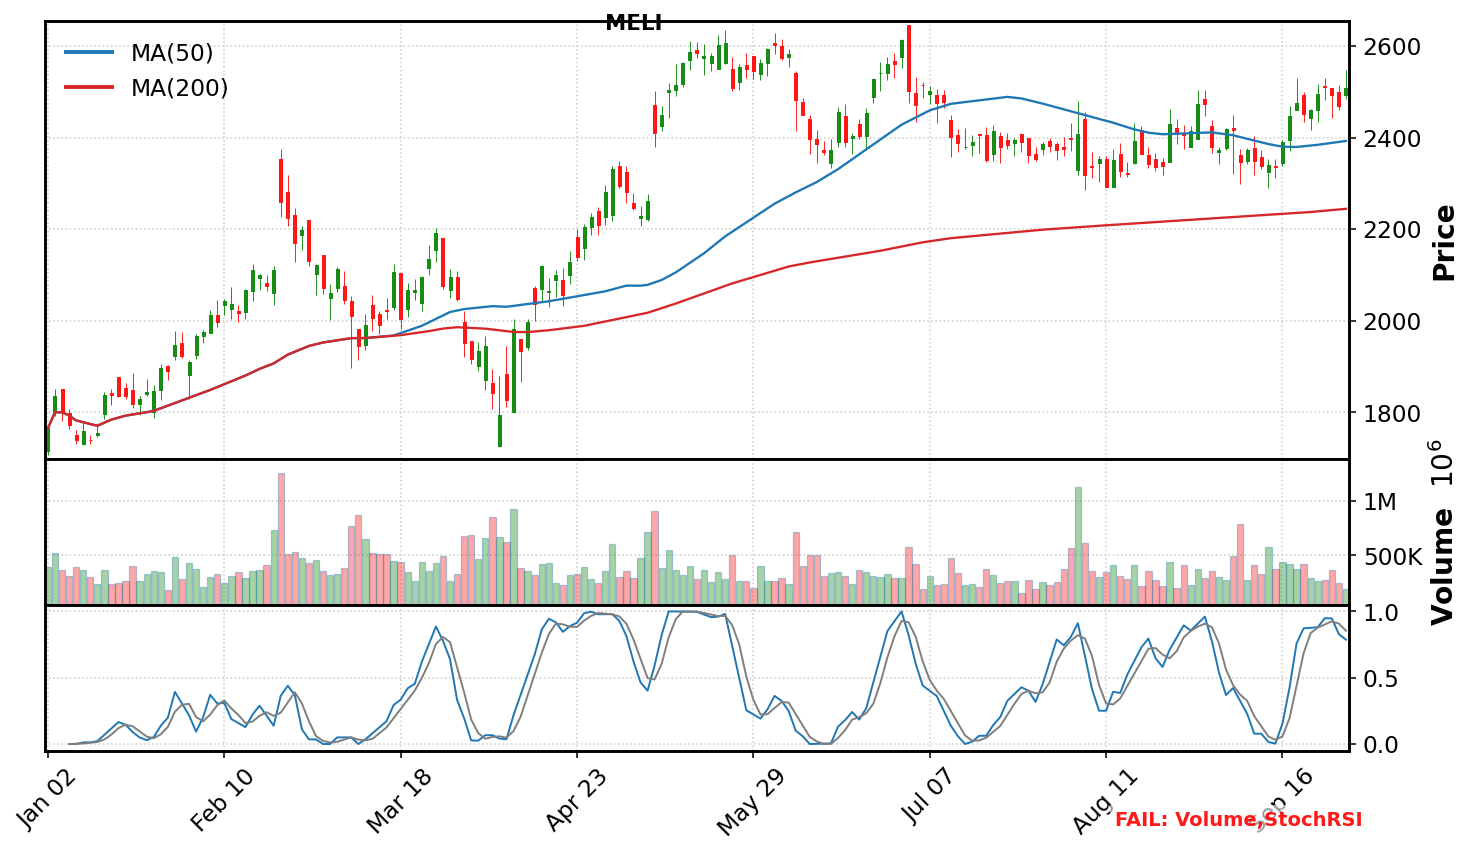 MELI
MA(50)
MA(200)
2600
2400
2200
2000
1800
Price
1M
500K
Volume 10⁶
1.0
0.5
0.0
Jan 02
Feb 10
Mar 18
Apr 23
May 29
Jul 07
Aug 11
Sep 16
FAIL: Volume,StochRSI